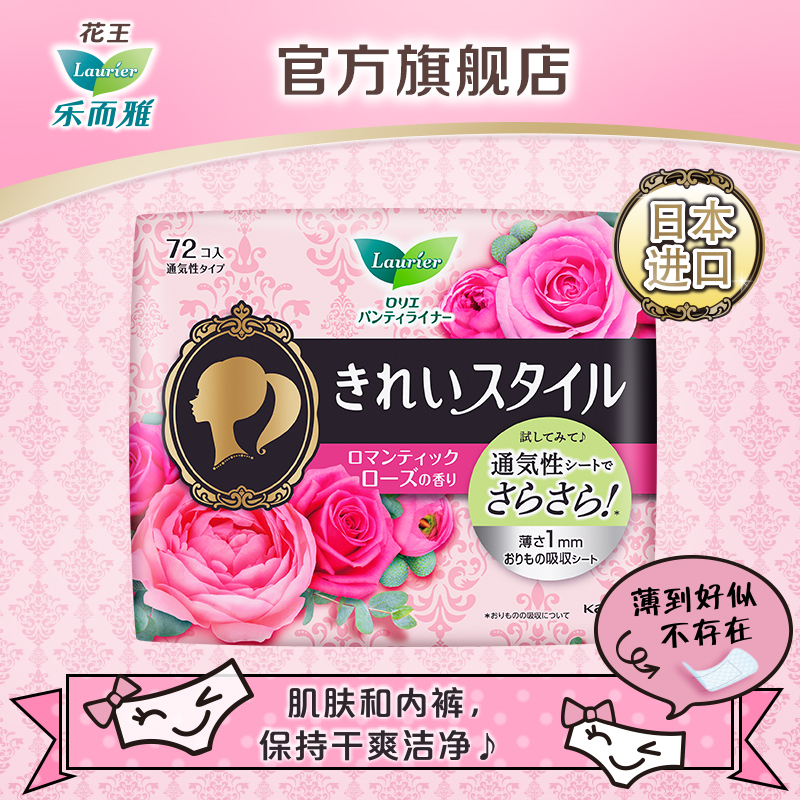 花王
Laurier
乐而雅
官方旗舰店
日本
进口
72コ入
通気性タイプ
Laurier
ロリエ
パンティライナー
きれいスタイル
ロマンティック
ローズの香り
試してみて♪
通気性シートで
さらさら!*
薄さ1mm
おりもの吸収シート
*おりものの吸収について
薄到好似
不存在
肌肤和内裤，
保持干爽洁净♪